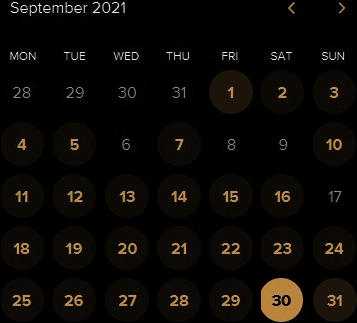 September 2021
MON TUE WED THU FRI SAT SUN
28 29 30 31 1 2 3
4 5 6 7 8 9 10
11 12 13 14 15 16 17
18 19 20 21 22 23 24
25 26 27 28 29 30 31